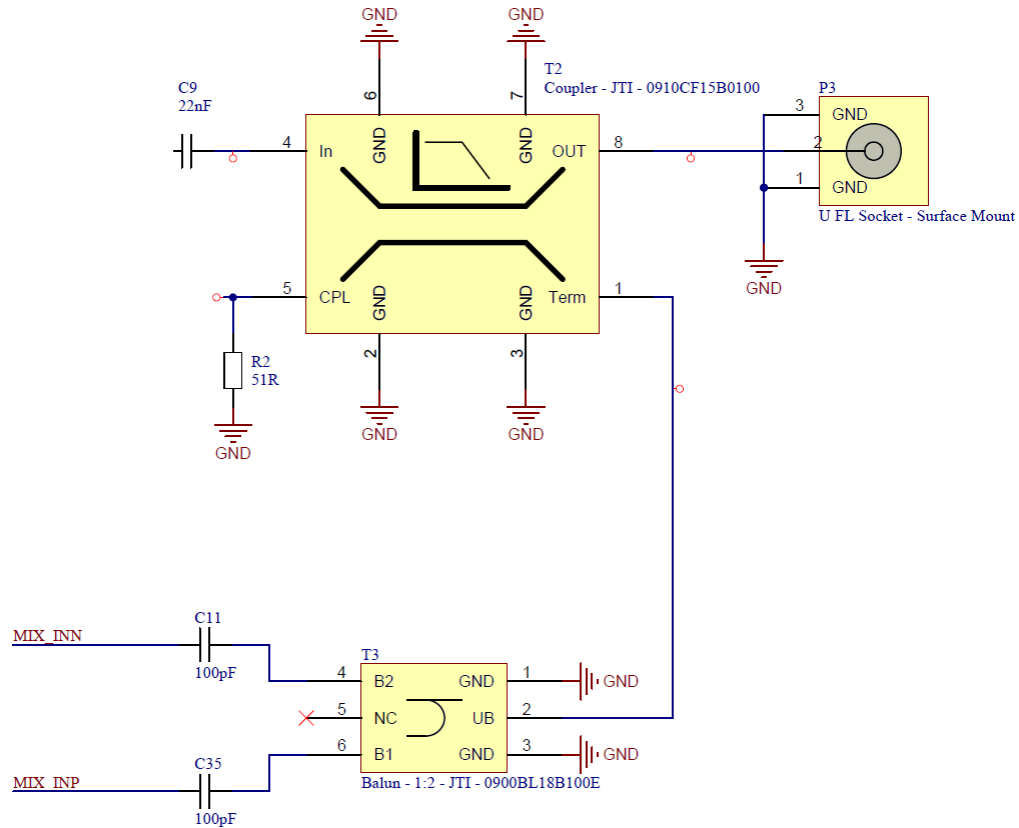 GND
GND
T2
Coupler - JTI - 0910CF15B0100
C9
22nF
6
7
P3
3
GND
4
In
GND
GND
OUT
8
2
1
GND
U FL Socket - Surface Mount
GND
5
CPL
GND
GND
Term
1
2
3
R2
51R
GND
GND
GND
C11
MIX_INN
100pF
T3
4
B2
GND
1
GND
5
NC
UB
2
6
B1
GND
3
GND
C35
MIX_INP
100pF
Balun - 1:2 - JTI - 0900BL18B100E